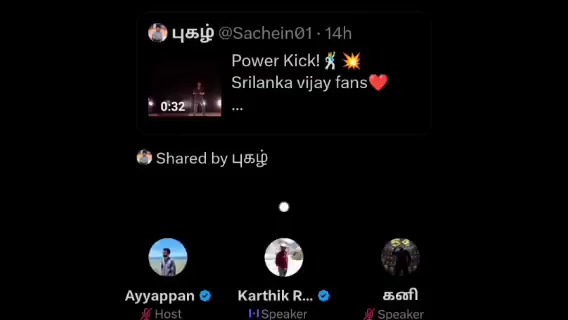 புகழ் @Sachein01 · 14h
Power Kick!🕺💥
Srilanka vijay fans❤️
...
0:32
Shared by புகழ்
Ayyappan Karthik R... கனி
Host Speaker Speaker